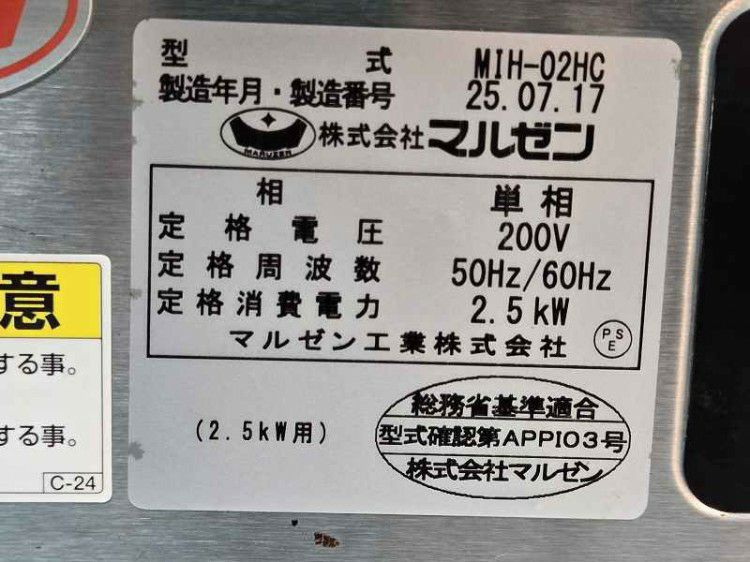 型式 MIH-02HC
製造年月・製造番号 25.07.17
MARUZEN 株式会社 マルゼン
相 単相
定格電圧 200V
定格周波数 50Hz/60Hz
定格消費電力 2.5kW
マルゼン工業株式会社 PSE
(2.5kW用)
総務省基準適合
型式確認第APP103号
株式会社マルゼン
意
する事。
する事。
C-24